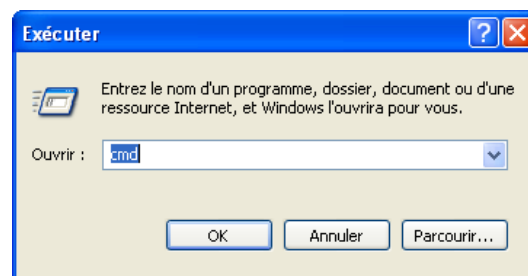 Exécuter
Entrez le nom d'un programme, dossier, document ou d'une
ressource Internet, et Windows l'ouvrira pour vous.
Ouvrir : cmd
OK Annuler Parcourir...